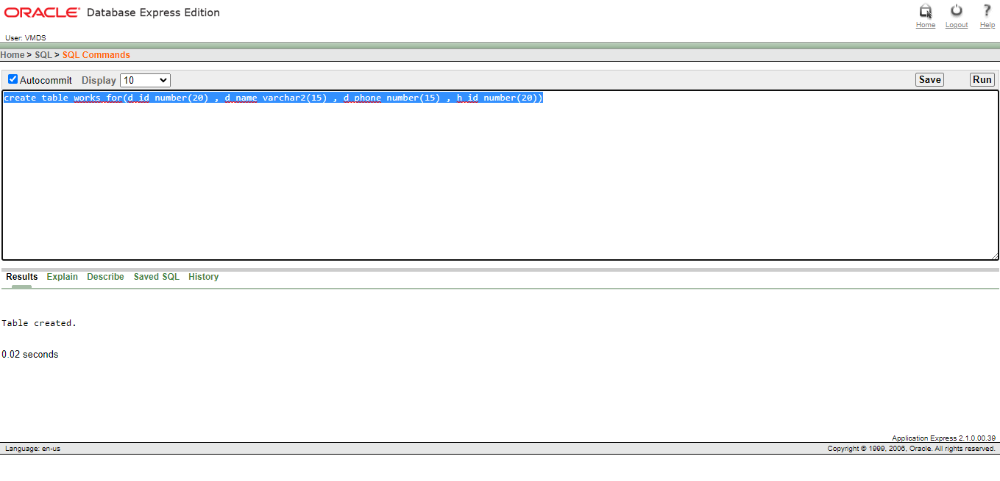 ORACLE Database Express Edition
Home Logout Help
User: VMDS
Home > SQL > SQL Commands
Autocommit Display 10 Save Run
create table works_for(d_id number(20) , d_name varchar2(15) , d_phone number(15) , h_id number(20))
Results Explain Describe Saved SQL History
Table created.
0.02 seconds
Application Express 2.1.0.00.39
Language: en-us Copyright © 1999, 2006, Oracle. All rights reserved.